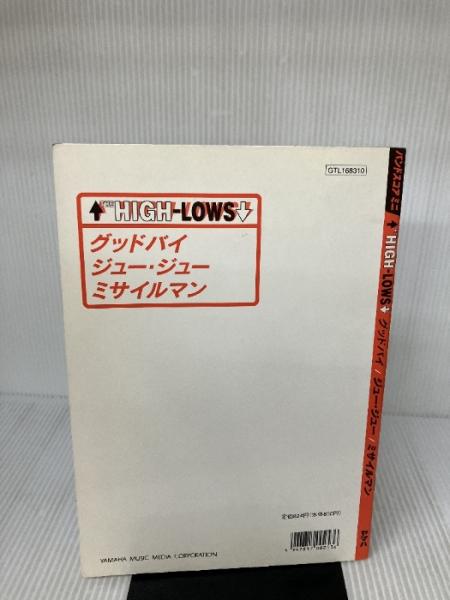 GTL168310
↑THE HIGH-LOWS↓
グッドバイ
ジュー・ジュー
ミサイルマン
YAMAHA MUSIC MEDIA CORPORATION
バンドスコア・ミニ
↑THE HIGH-LOWS↓
グッドバイ/ジュー・ジュー/ミサイルマン